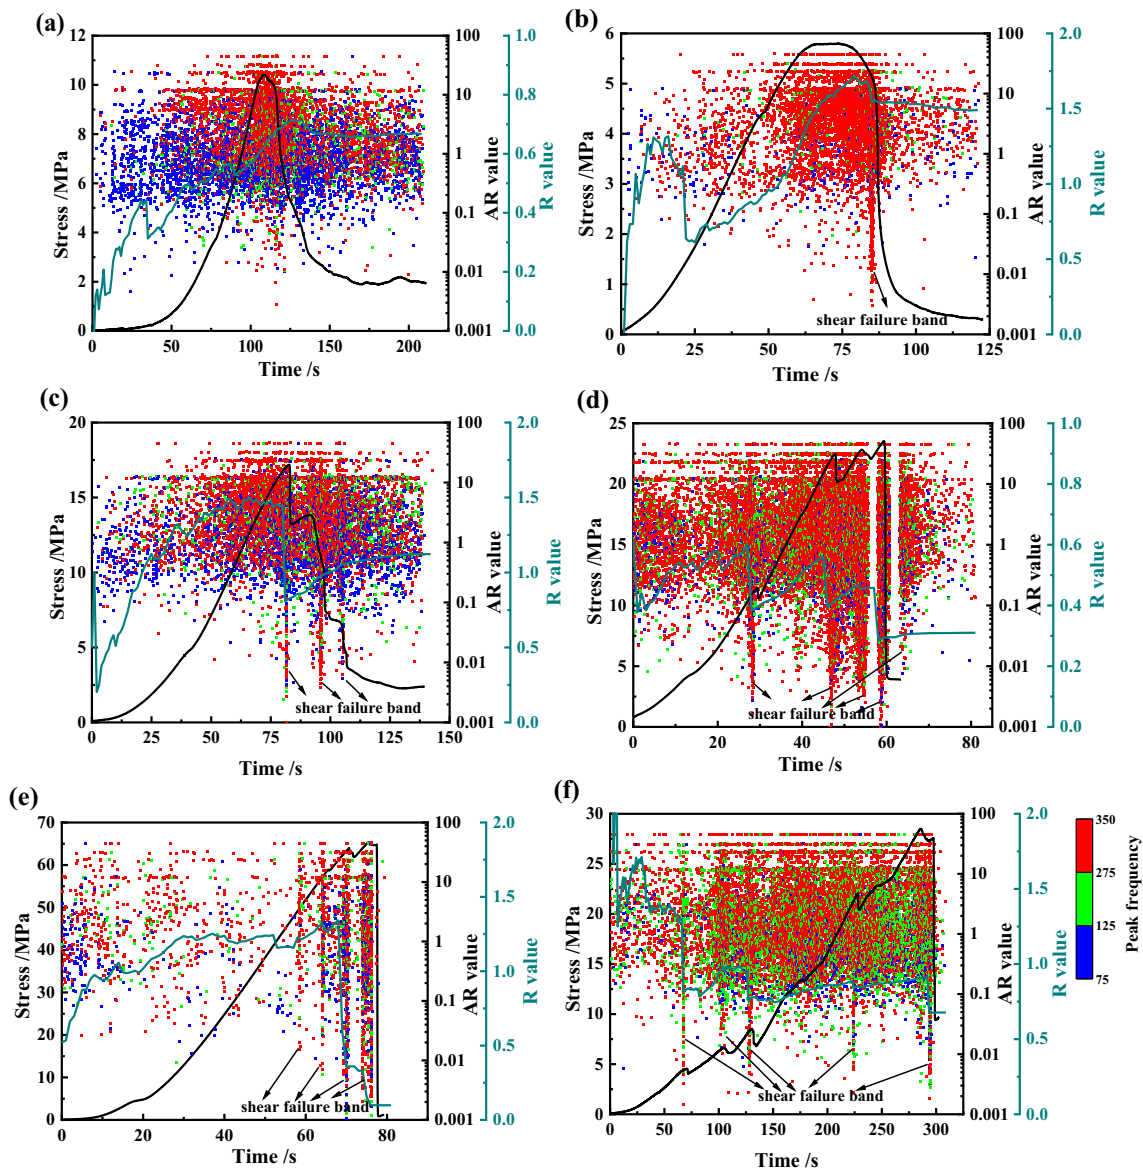 (a)
12
10
8
6
4
2
0
Stress /MPa
0 50 100 150 200
Time /s
100
10
1
0.1
0.01
0.001
AR value
1.0
0.8
0.6
0.4
0.2
0.0
R value
(b)
6
5
4
3
2
1
0
Stress /MPa
shear failure band
0 25 50 75 100 125
Time /s
100
10
1
0.1
0.01
0.001
AR value
2.0
1.5
1.0
0.5
0.0
R value
(c)
20
15
10
5
0
Stress /MPa
shear failure band
0 25 50 75 100 125 150
Time /s
100
10
1
0.1
0.01
0.001
AR value
2.0
1.5
1.0
0.5
0.0
R value
(d)
25
20
15
10
5
0
Stress /MPa
shear failure band
0 20 40 60 80
Time /s
100
10
1
0.1
0.01
0.001
AR value
1.0
0.8
0.6
0.4
0.2
0.0
R value
(e)
70
60
50
40
30
20
10
0
Stress /MPa
shear failure band
0 20 40 60 80
Time /s
100
10
1
0.1
0.01
0.001
AR value
2.0
1.5
1.0
0.5
0.0
R value
(f)
30
25
20
15
10
5
0
Stress /MPa
shear failure band
0 50 100 150 200 250 300
Time /s
100
10
1
0.1
0.01
0.001
AR value
2.0
1.5
1.0
0.5
0.0
R value
350
275
125
75
Peak frequency